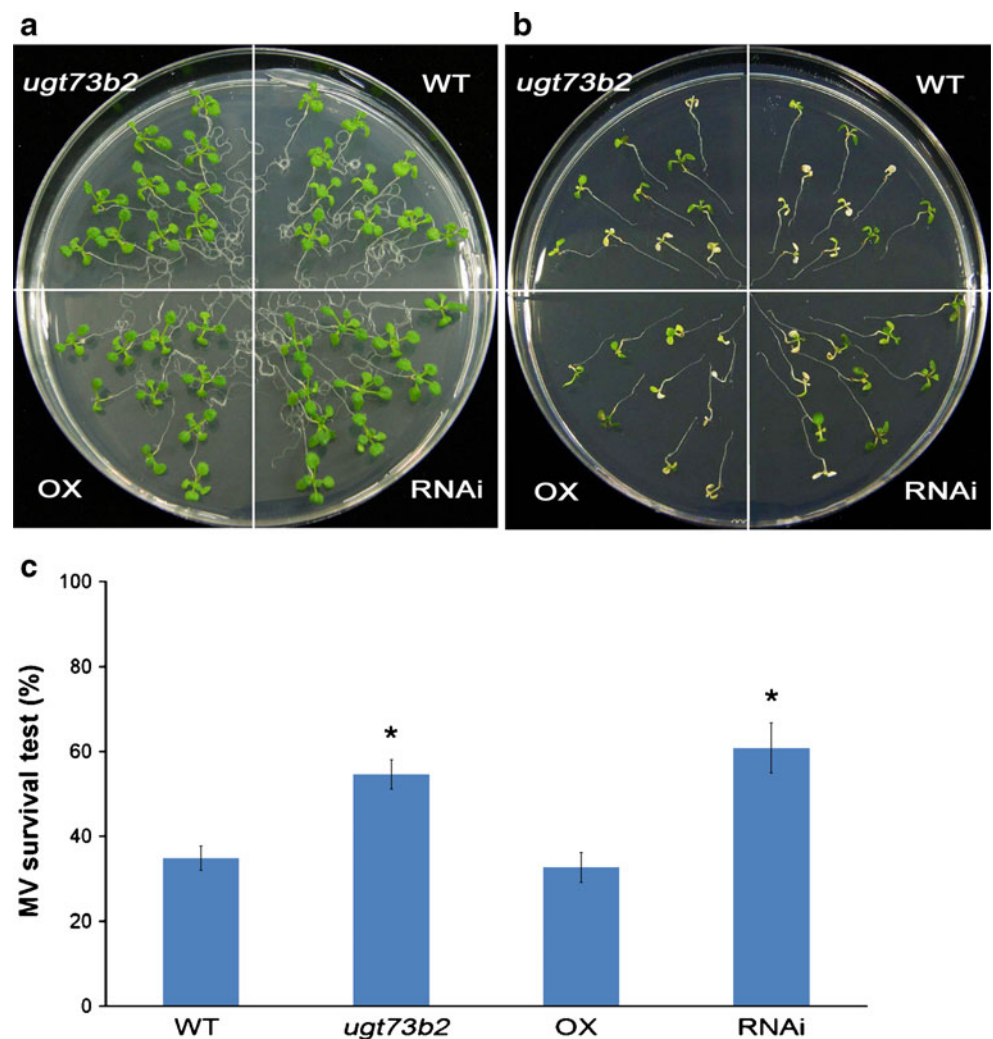 a
b
ugt73b2
WT
ugt73b2
WT
OX
RNAi
OX
RNAi
c
100
80
60
40
20
0
MV survival test (%)
*
*
WT
ugt73b2
OX
RNAi